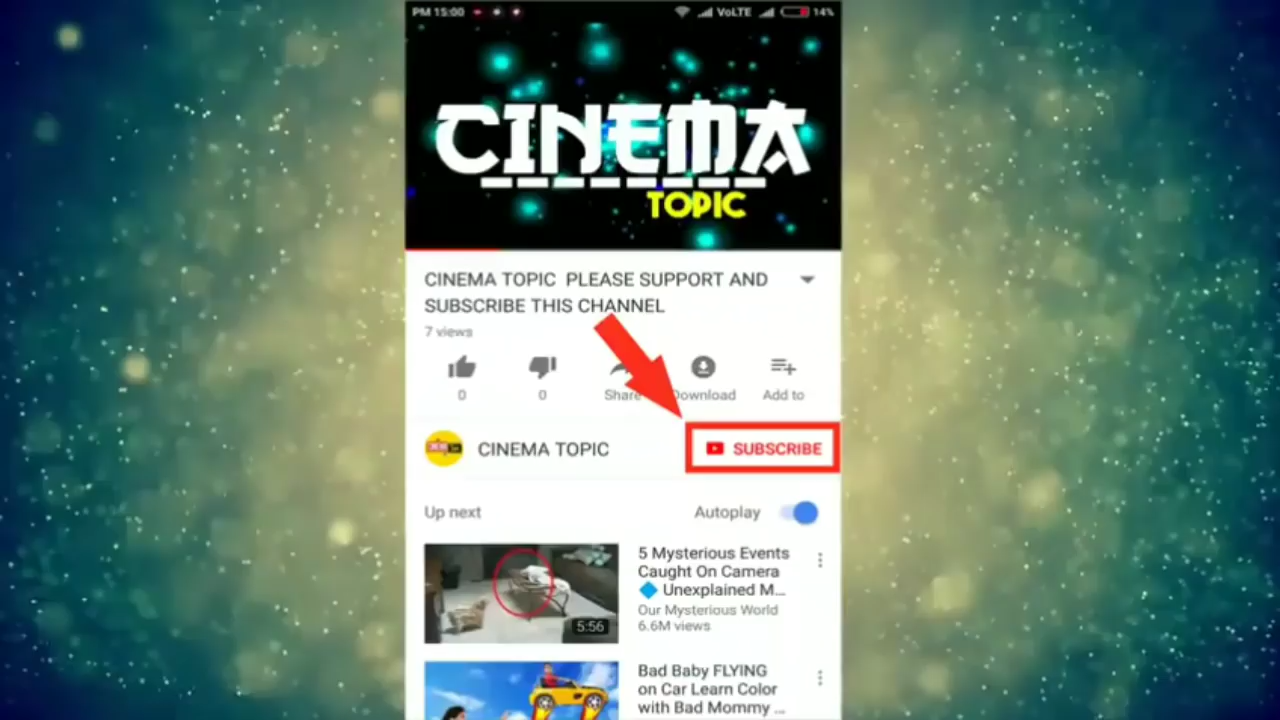 PM 15:00
VoLTE
14%
CINEMA
TOPIC
CINEMA TOPIC PLEASE SUPPORT AND
SUBSCRIBE THIS CHANNEL
7 views
0
0
Share
Download
Add to
CINEMA TOPIC
SUBSCRIBE
Up next
Autoplay
5 Mysterious Events
Caught On Camera
🔷 Unexplained M...
Our Mysterious World
6.6M views
5:56
Bad Baby FLYING
on Car Learn Color
with Bad Mommy ...